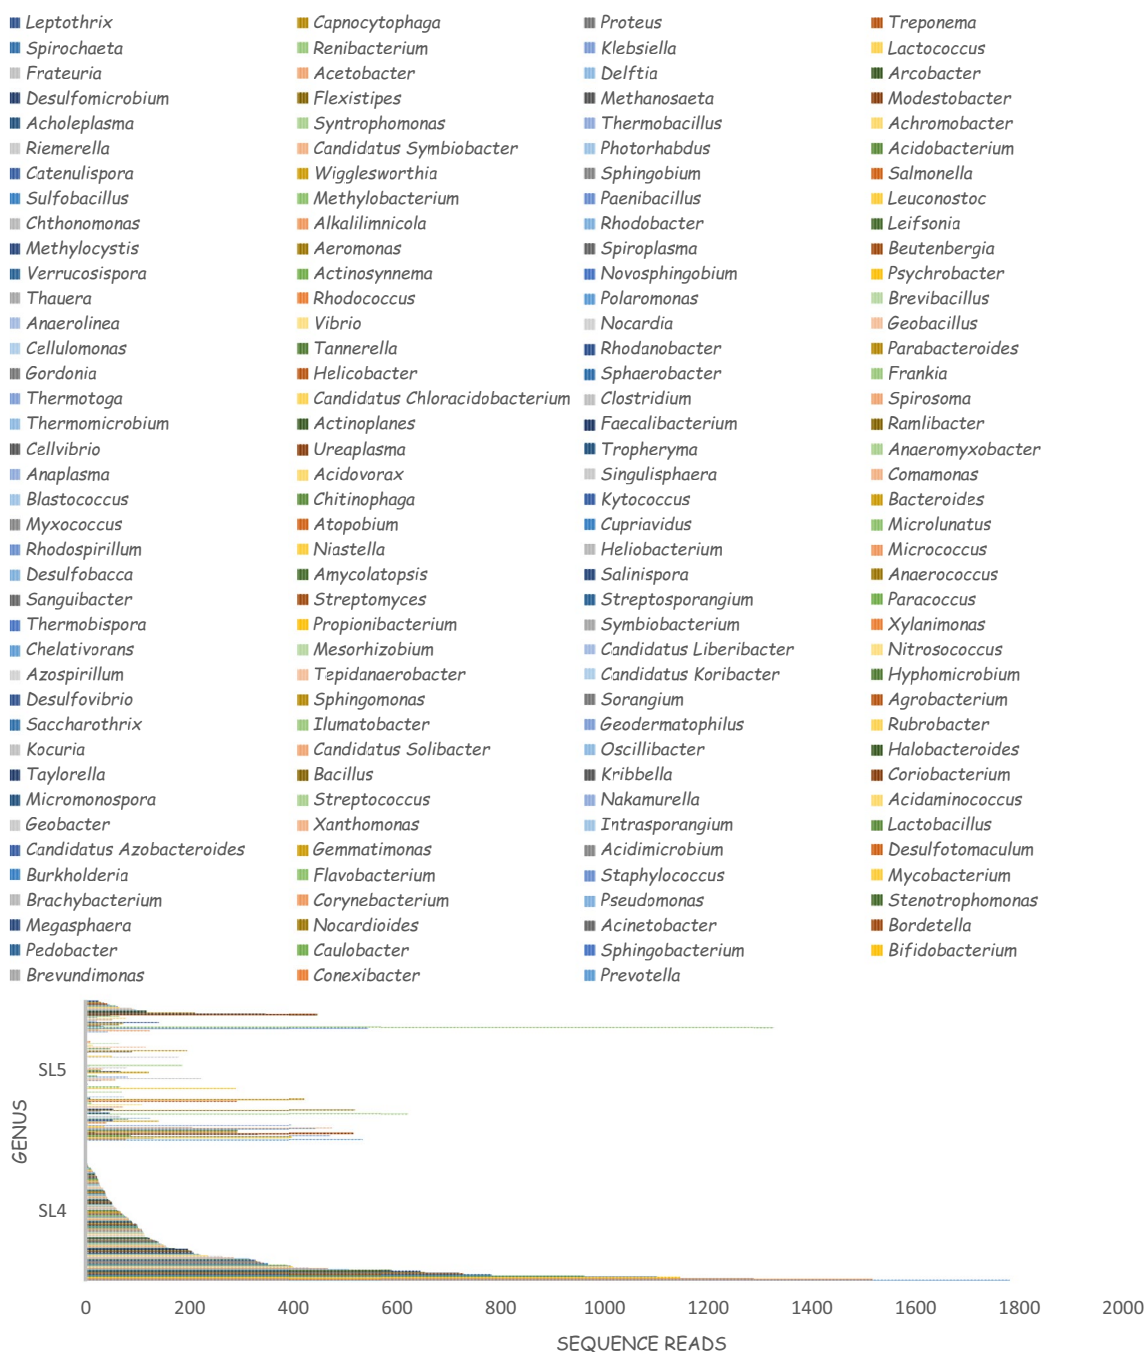 Leptothrix Capnocytophaga Proteus Treponema
Spirochaeta Renibacterium Klebsiella Lactococcus
Frateuria Acetobacter Delftia Arcobacter
Desulfomicrobium Flexistipes Methanosaeta Modestobacter
Acholeplasma Syntrophomonas Thermobacillus Achromobacter
Riemerella Candidatus Symbiobacter Photorhabdus Acidobacterium
Catenulispora Wigglesworthia Sphingobium Salmonella
Sulfobacillus Methylobacterium Paenibacillus Leuconostoc
Chthonomonas Alkalilimnicola Rhodobacter Leifsonia
Methylocystis Aeromonas Spiroplasma Beutenbergia
Verrucosispora Actinosynnema Novosphingobium Psychrobacter
Thauera Rhodococcus Polaromonas Brevibacillus
Anaerolinea Vibrio Nocardia Geobacillus
Cellulomonas Tannerella Rhodanobacter Parabacteroides
Gordonia Helicobacter Sphaerobacter Frankia
Thermotoga Candidatus Chloracidobacterium Clostridium Spirosoma
Thermomicrobium Actinoplanes Faecalibacterium Ramlibacter
Cellvibrio Ureaplasma Tropheryma Anaeromyxobacter
Anaplasma Acidovorax Singulisphaera Comamonas
Blastococcus Chitinophaga Kytococcus Bacteroides
Myxococcus Atopobium Cupriavidus Microlunatus
Rhodospirillum Niastella Heliobacterium Micrococcus
Desulfobacca Amycolatopsis Salinispora Anaerococcus
Sanguibacter Streptomyces Streptosporangium Paracoccus
Thermobispora Propionibacterium Symbiobacterium Xylanimonas
Chelativorans Mesorhizobium Candidatus Liberibacter Nitrosococcus
Azospirillum Tepidanaerobacter Candidatus Koribacter Hyphomicrobium
Desulfovibrio Sphingomonas Sorangium Agrobacterium
Saccharothrix Ilumatobacter Geodermatophilus Rubrobacter
Kocuria Candidatus Solibacter Oscillibacter Halobacteroides
Taylorella Bacillus Kribbella Coriobacterium
Micromonospora Streptococcus Nakamurella Acidaminococcus
Geobacter Xanthomonas Intrasporangium Lactobacillus
Candidatus Azobacteroides Gemmatimonas Acidimicrobium Desulfotomaculum
Burkholderia Flavobacterium Staphylococcus Mycobacterium
Brachybacterium Corynebacterium Pseudomonas Stenotrophomonas
Megasphaera Nocardioides Acinetobacter Bordetella
Pedobacter Caulobacter Sphingobacterium Bifidobacterium
Brevundimonas Conexibacter Prevotella
SL5
GENUS
SL4
0 200 400 600 800 1000 1200 1400 1600 1800 2000
SEQUENCE READS